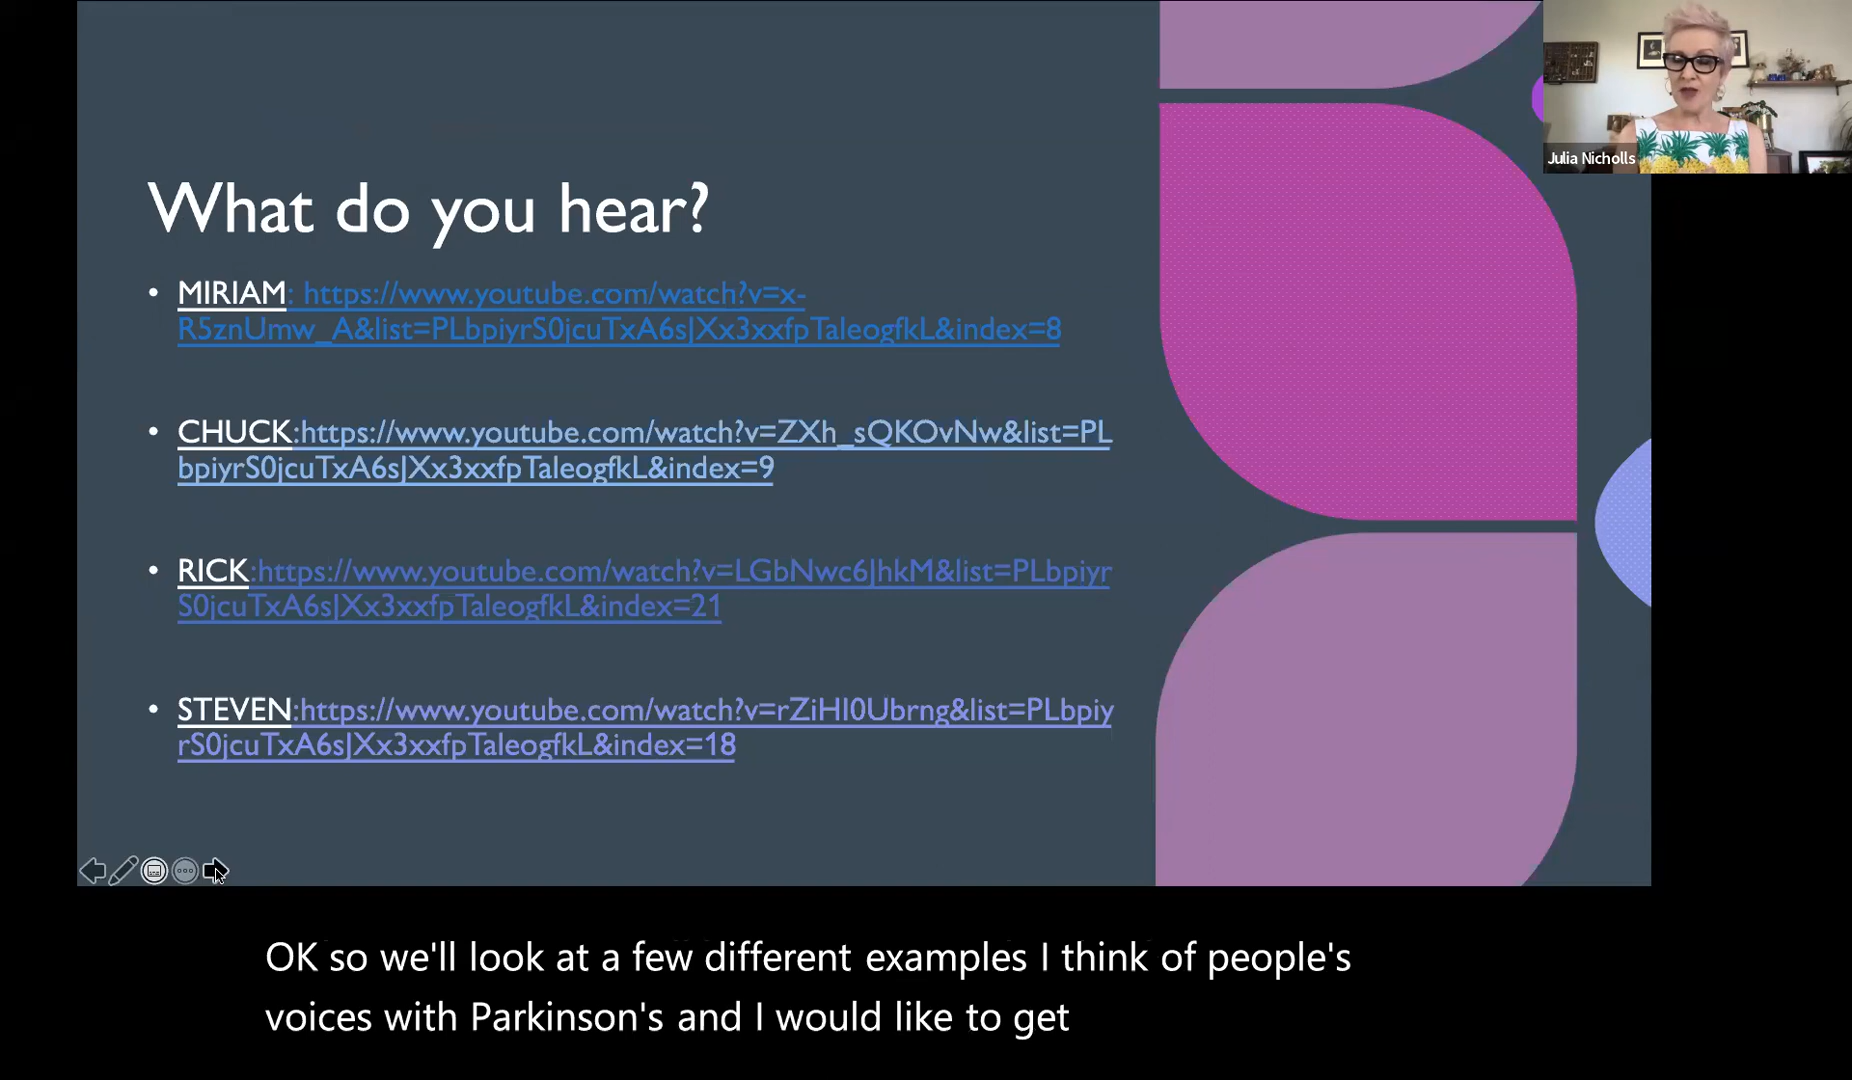 Julia Nicholls
What do you hear?
• MIRIAM: https://www.youtube.com/watch?v=x-
R5znUmw_A&list=PLbpiyrS0jcuTxA6sJXx3xxfpTaleogfkL&index=8
• CHUCK:https://www.youtube.com/watch?v=ZXh_sQKOvNw&list=PL
bpiyrS0jcuTxA6sJXx3xxfpTaleogfkL&index=9
• RICK:https://www.youtube.com/watch?v=LGbNwc6JhkM&list=PLbpiyr
S0jcuTxA6sJXx3xxfpTaleogfkL&index=21
• STEVEN:https://www.youtube.com/watch?v=rZiHI0Ubrng&list=PLbpiy
rS0jcuTxA6sJXx3xxfpTaleogfkL&index=18
OK so we'll look at a few different examples I think of people's
voices with Parkinson's and I would like to get